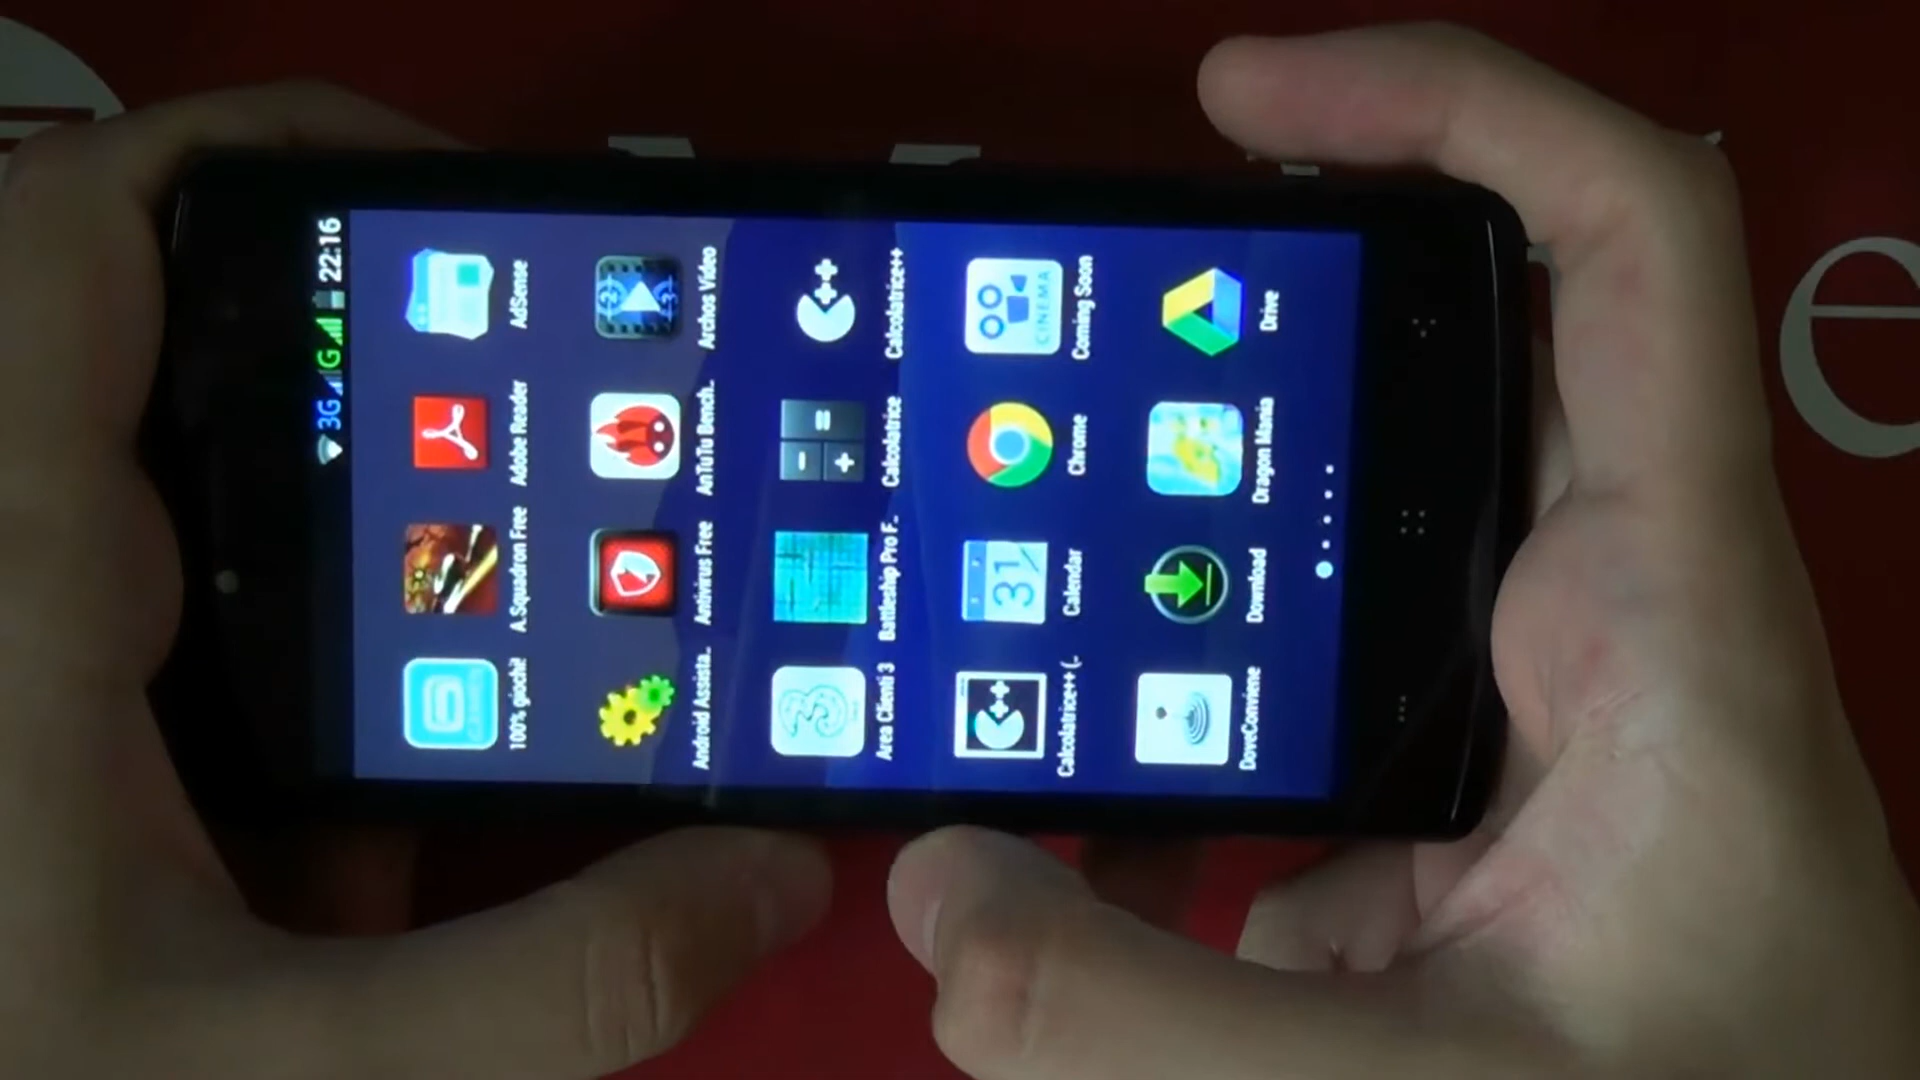 3G G 22:16
100% giochi! A.Squadron Free Adobe Reader AdSense
Android Assista.. Antivirus Free AnTuTu Bench.. Archos Video
Area Clienti 3 Battleship Pro F.. Calcolatrice Calcolatrice++
Calcolatrice++ (.. Calendar Chrome Coming Soon
31
CINEMA
DoveConviene Download Dragon Mania Drive
e